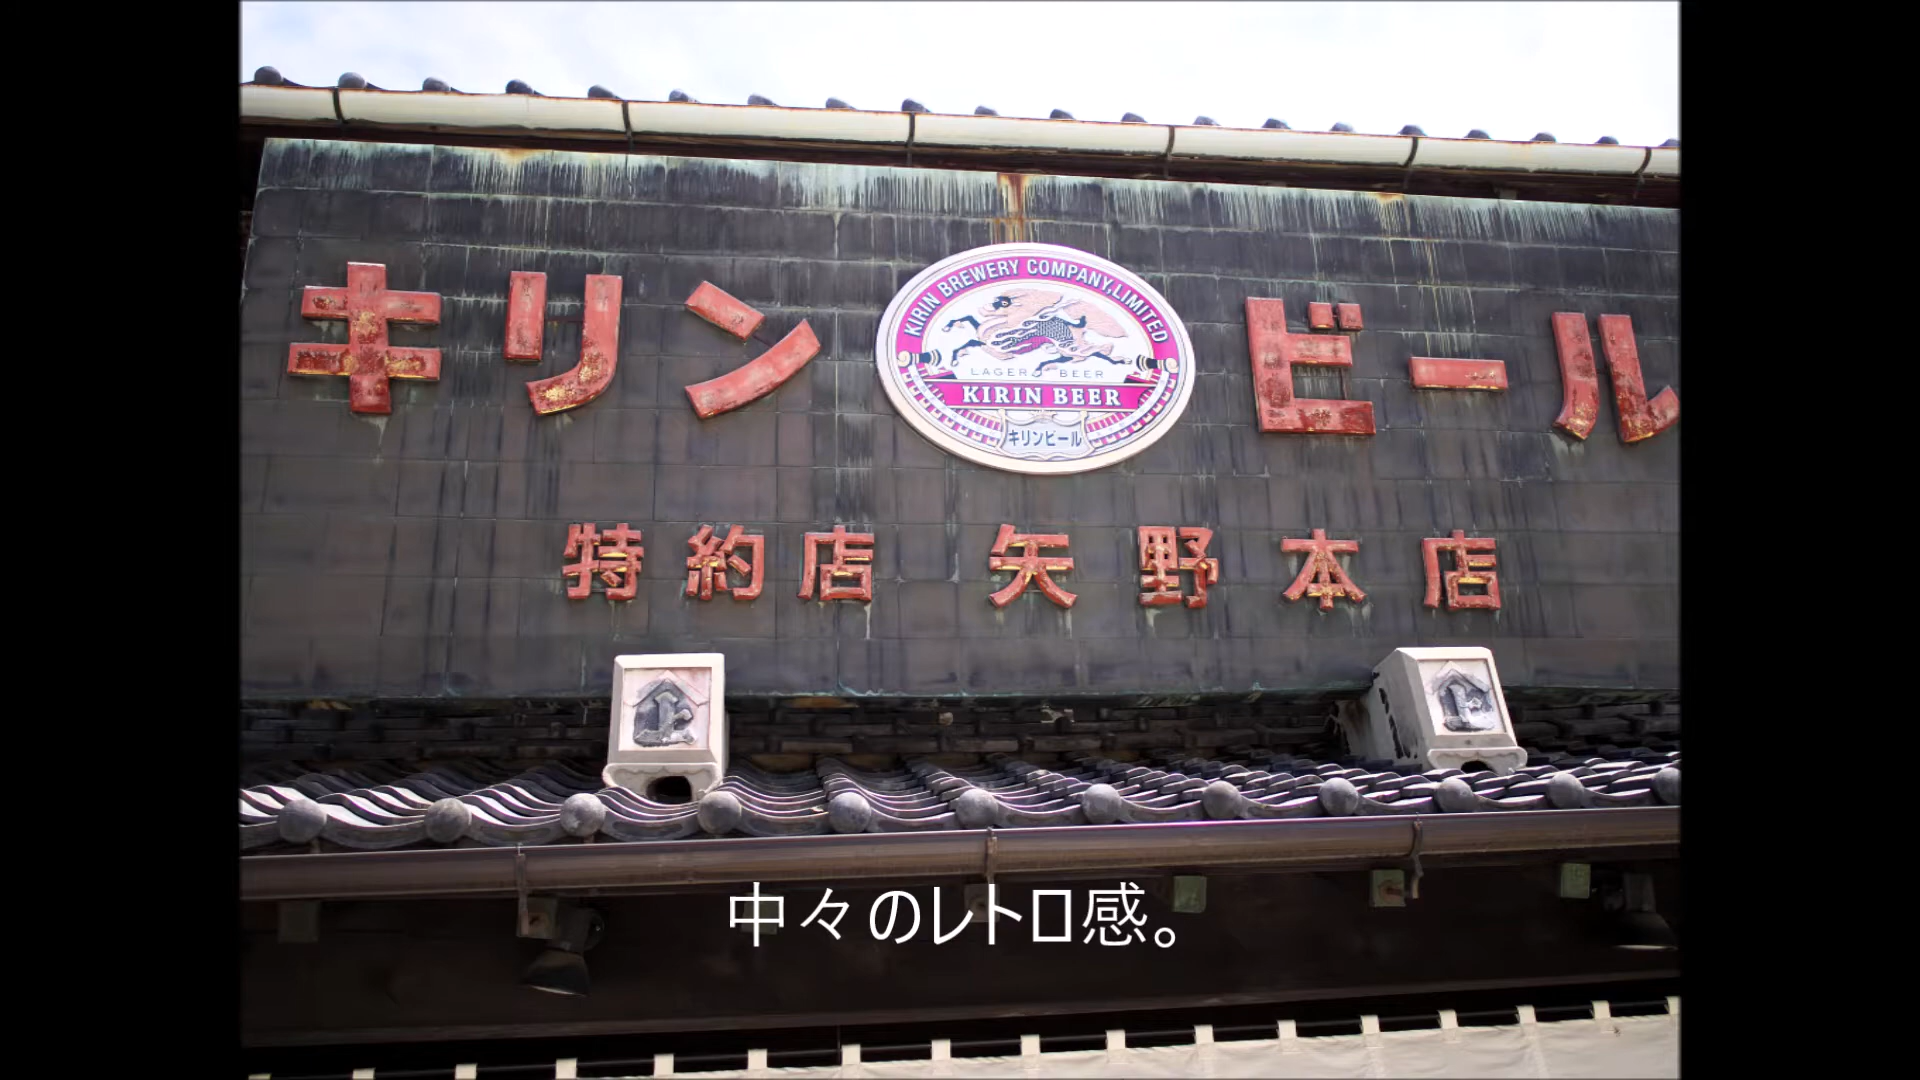 キリン ビール
KIRIN BREWERY COMPANY, LIMITED
LAGER BEER
KIRIN BEER
キリンビール
特約店 矢野本店
中々のレトロ感。